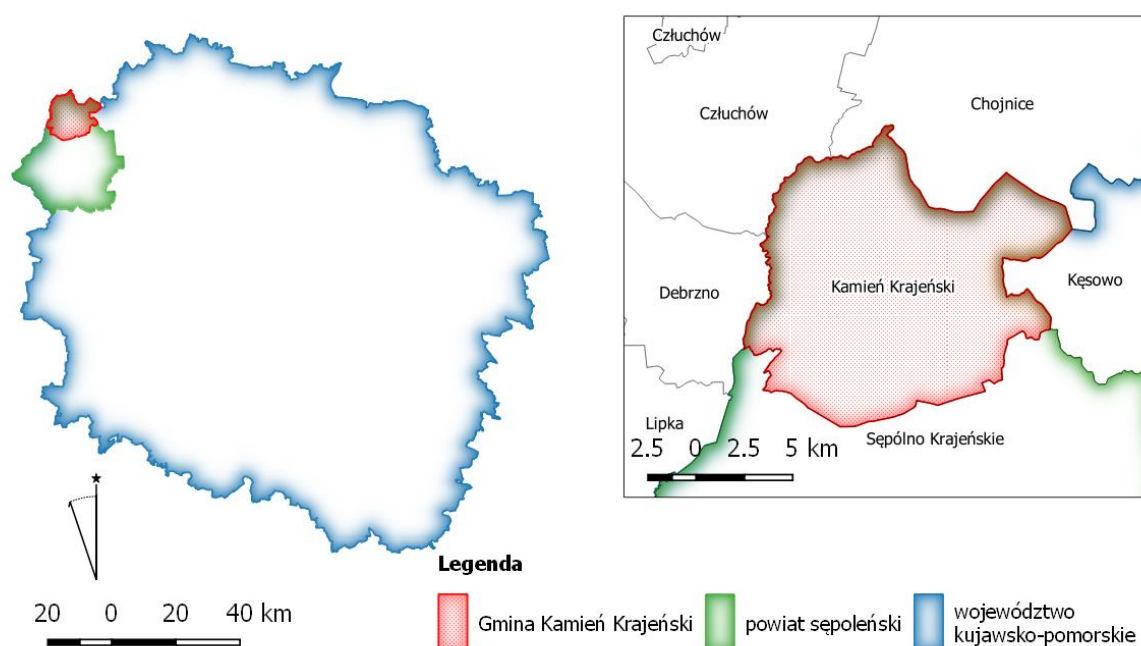 Człuchów
Chojnice
Człuchów
Kamień Krajeński
Kęsowo
Debrzno
Lipka
Sępólno Krajeńskie
2.5 0 2.5 5 km
20 0 20 40 km
Legenda
Gmina Kamień Krajeński
powiat sępoleński
województwo
kujawsko-pomorskie